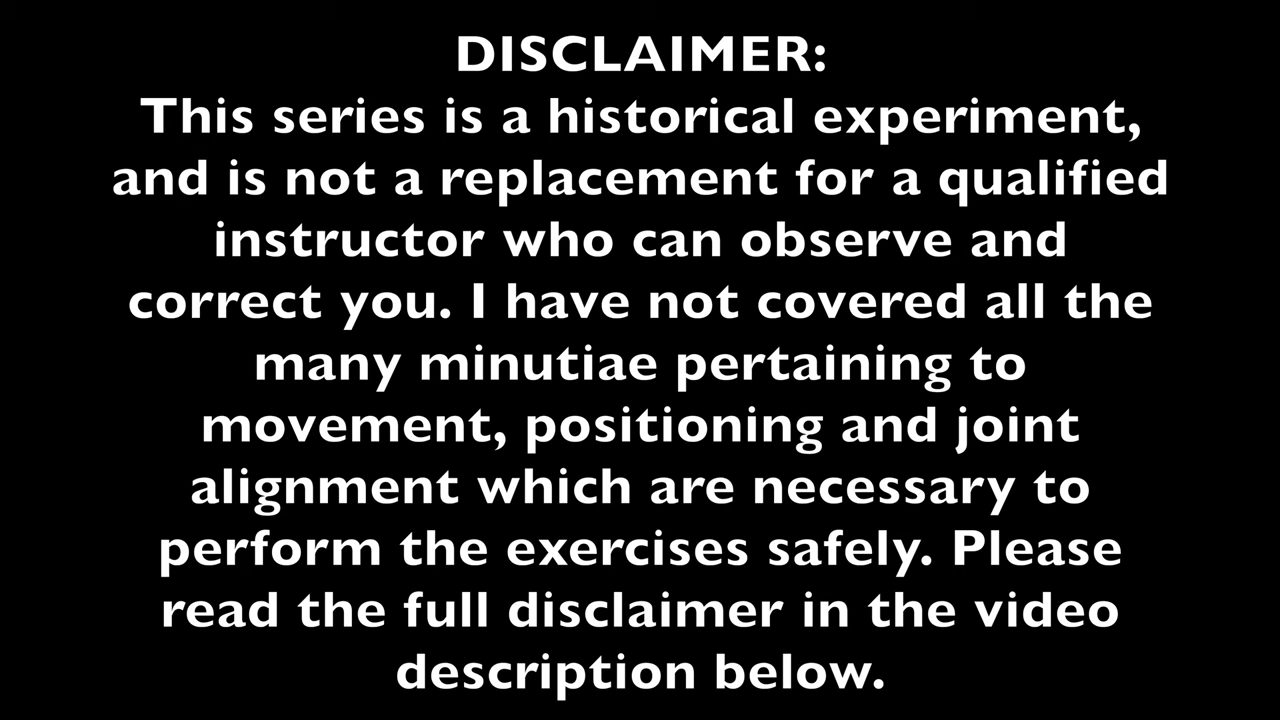 DISCLAIMER:
This series is a historical experiment,
and is not a replacement for a qualified
instructor who can observe and
correct you. I have not covered all the
many minutiae pertaining to
movement, positioning and joint
alignment which are necessary to
perform the exercises safely. Please
read the full disclaimer in the video
description below.